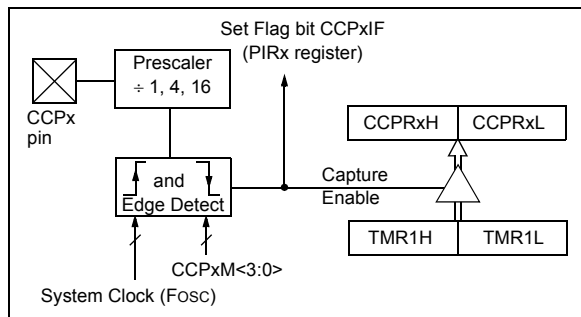 Set Flag bit CCPxIF
(PIRx register)
Prescaler
÷ 1, 4, 16
CCPx
pin
CCPRxH
CCPRxL
and
Edge Detect
Capture
Enable
TMR1H
TMR1L
CCPxM<3:0>
System Clock (FOSC)